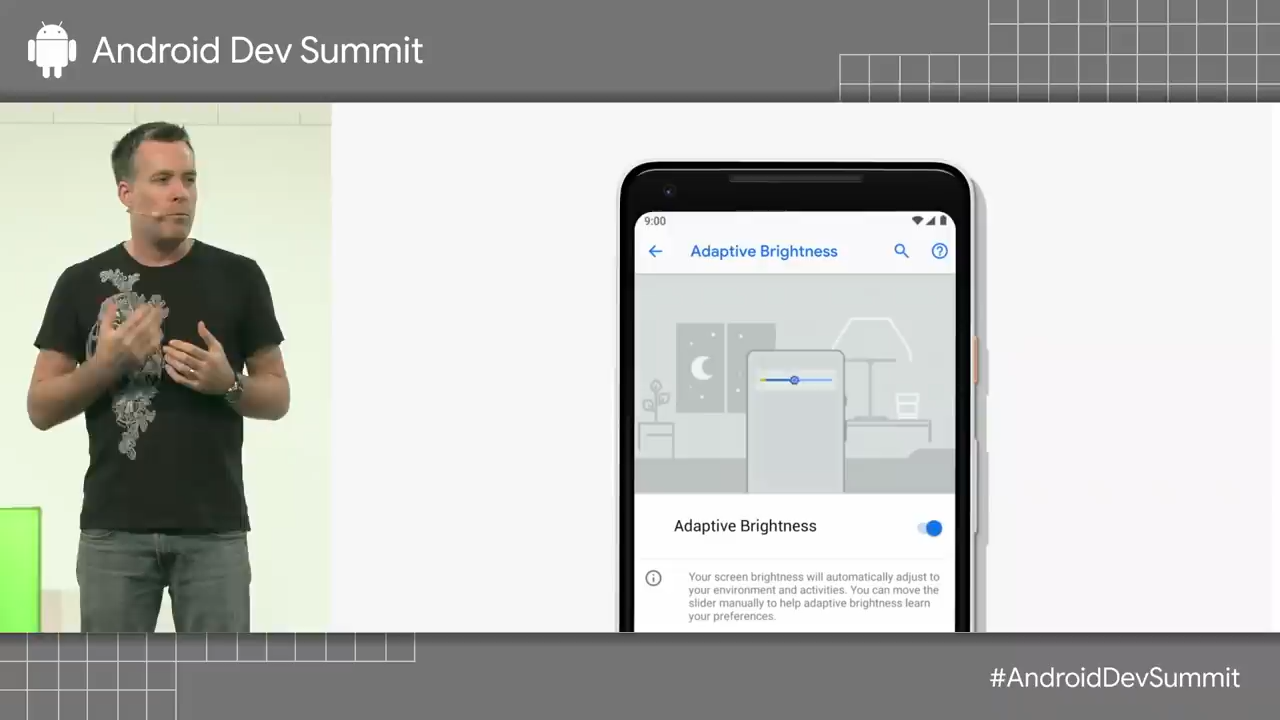 Android Dev Summit
9:00
Adaptive Brightness
Adaptive Brightness
Your screen brightness will automatically adjust to
your environment and activities. You can move the
slider manually to help adaptive brightness learn
your preferences.
#AndroidDevSummit